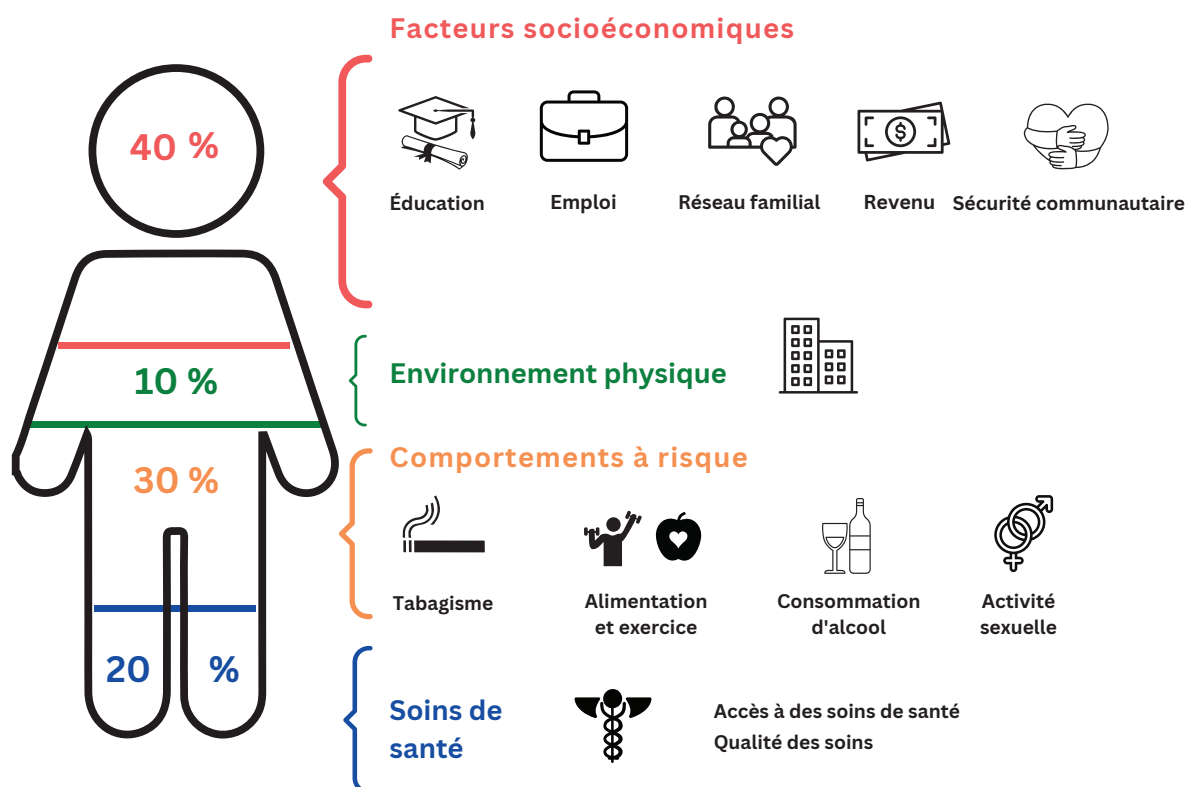 Facteurs socioéconomiques
40 %
Éducation
Emploi
Réseau familial
Revenu
Sécurité communautaire
10 %
Environnement physique
30 %
Comportements à risque
Tabagisme
Alimentation
et exercice
Consommation
d'alcool
Activité
sexuelle
20 %
Soins de
santé
Accès à des soins de santé
Qualité des soins